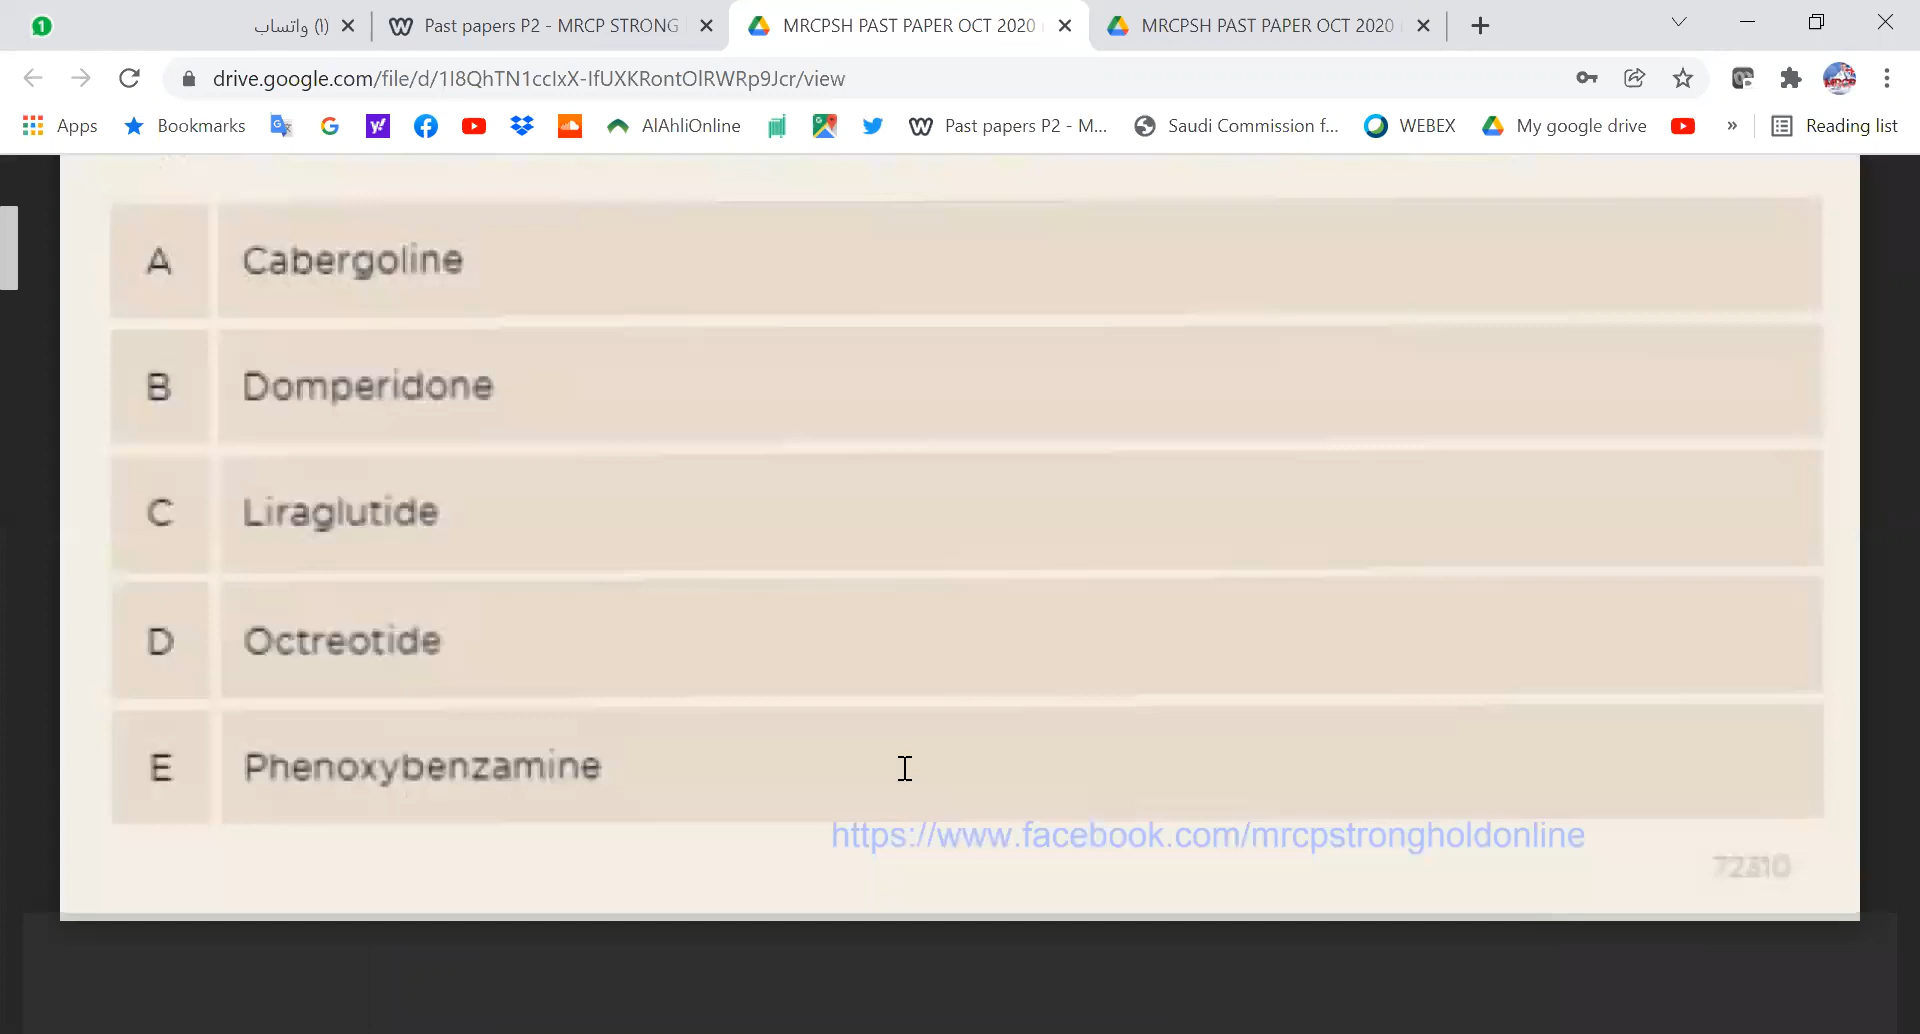 1
واتساب (1)
Past papers P2 - MRCP STRONG
MRCPSH PAST PAPER OCT 2020
MRCPSH PAST PAPER OCT 2020
drive.google.com/file/d/1I8QhTN1ccIxX-IfUXKRontOlRWRp9Jcr/view
Apps
Bookmarks
AlAhliOnline
Past papers P2 - M...
Saudi Commission f...
WEBEX
My google drive
»
Reading list
A Cabergoline
B Domperidone
C Liraglutide
D Octreotide
E Phenoxybenzamine
https://www.facebook.com/mrcpstrongholdonline